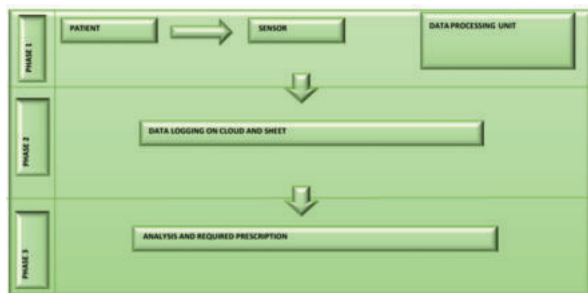 PHASE 1
PATIENT
SENSOR
DATA PROCESSING UNIT
PHASE 2
DATA LOGGING ON CLOUD AND SHEET
PHASE 3
ANALYSIS AND REQUIRED PRESCRIPTION